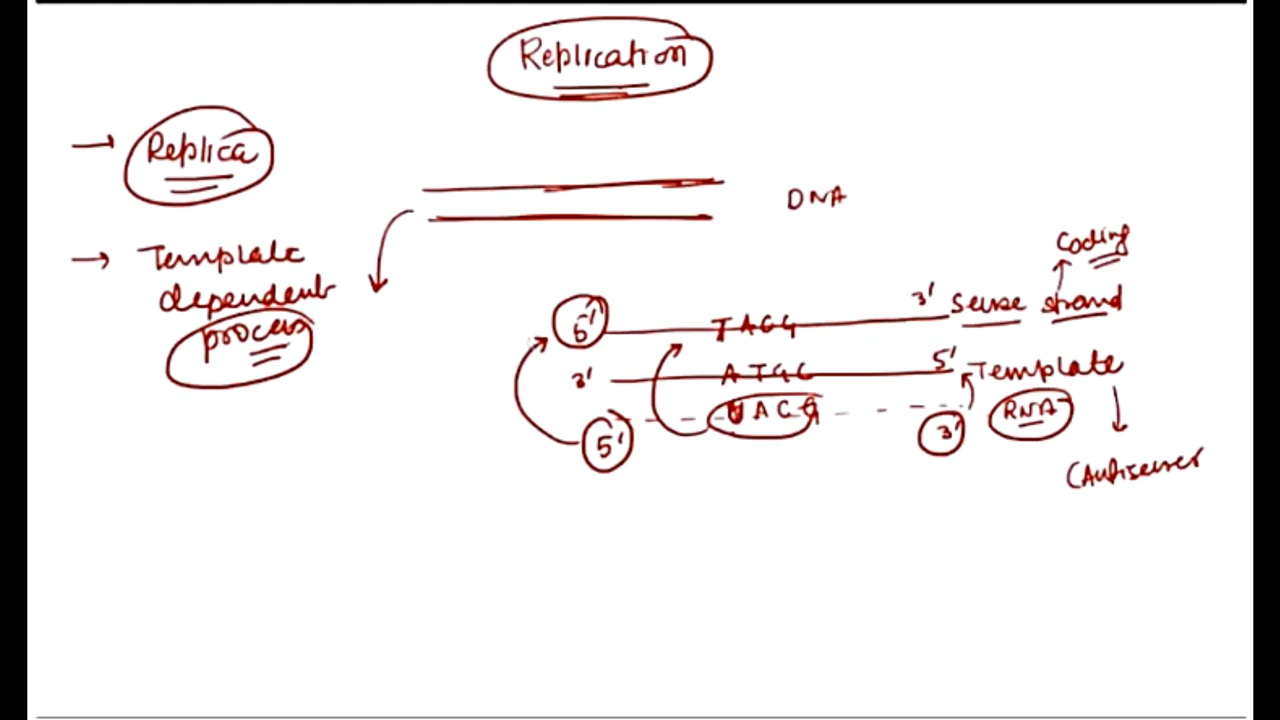 Replication
→ Replica
DNA
→ Template
dependent
process
Coding
5' TAGG 3' Sense strand
3' ATGC 5' Template
UACG RNA
5' 3'
(Antisense